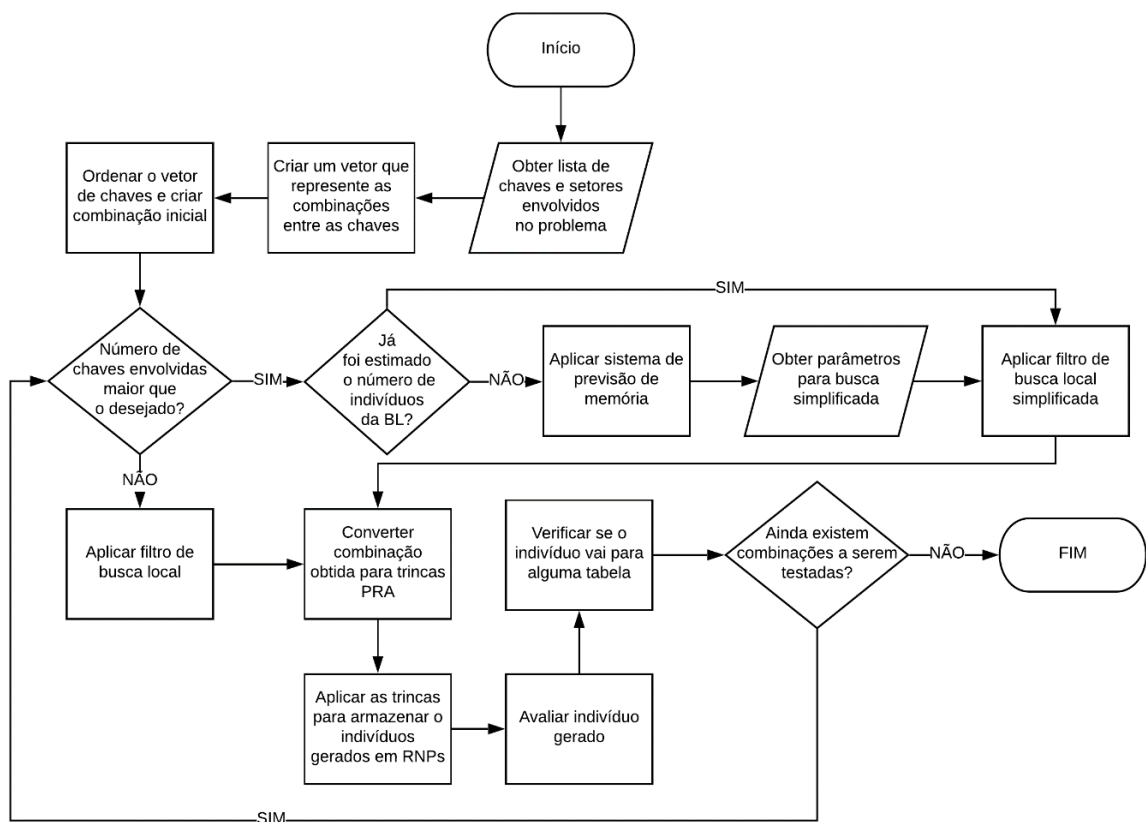 Início
Obter lista de
chaves e setores
envolvidos
no problema
Criar um vetor que
represente as
combinações
entre as chaves
Ordenar o vetor
de chaves e criar
combinação inicial
Número de
chaves envolvidas
maior que
o desejado?
SIM
Já
foi estimado
o número de
indivíduos
da BL?
SIM
NÃO
Aplicar sistema de
previsão de
memória
Obter parâmetros
para busca
simplificada
Aplicar filtro de
busca local
simplificada
NÃO
Aplicar filtro de
busca local
Converter
combinação
obtida para trincas
PRA
Aplicar as trincas
para armazenar o
indivíduos
gerados em RNPs
Avaliar indivíduo
gerado
Verificar se o
indivíduo vai para
alguma tabela
Ainda existem
combinações a serem
testadas?
NÃO
FIM
SIM